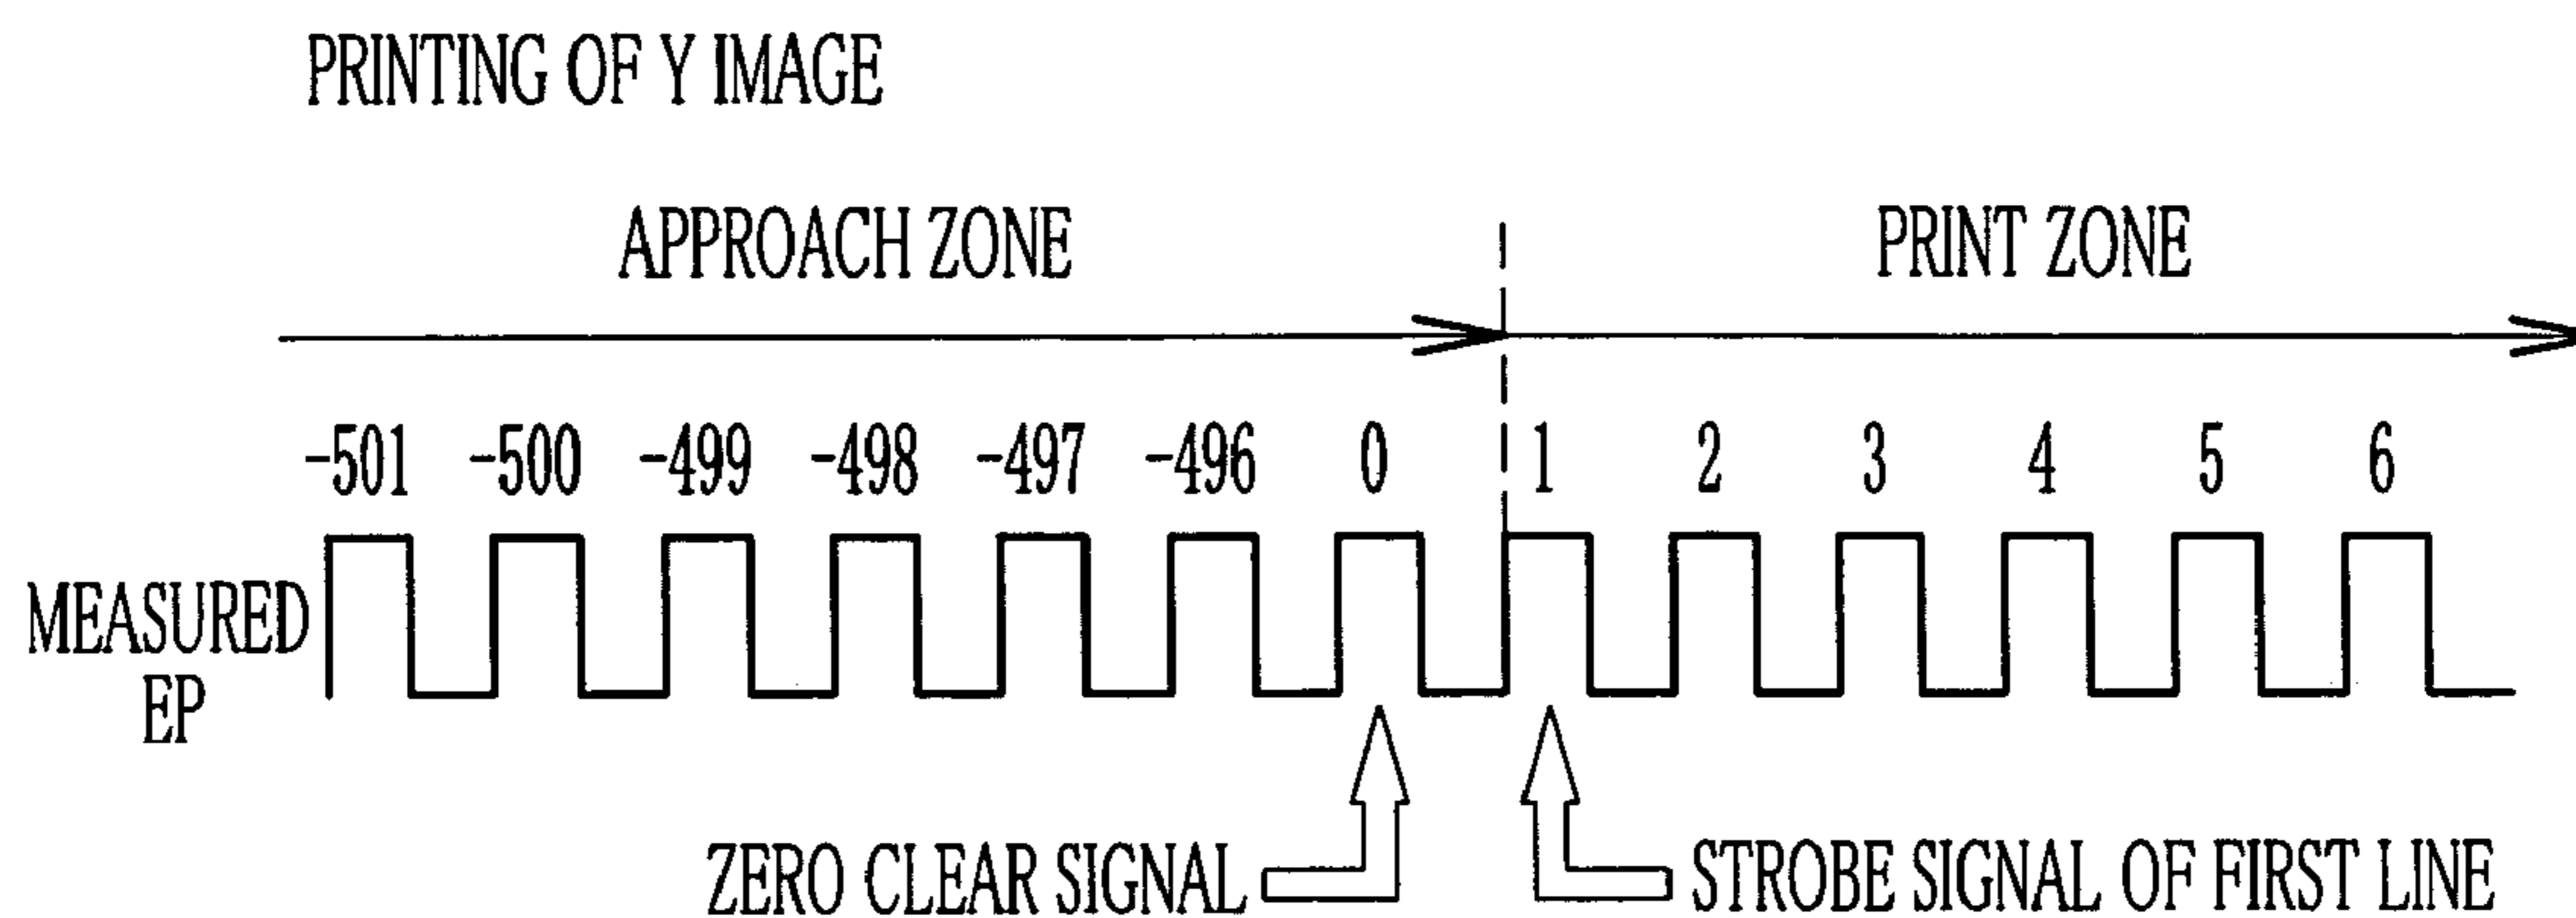 PRINTING OF Y IMAGE
APPROACH ZONE PRINT ZONE
-501 -500 -499 -498 -497 -496 0 1 2 3 4 5 6
MEASURED
EP
ZERO CLEAR SIGNAL STROBE SIGNAL OF FIRST LINE